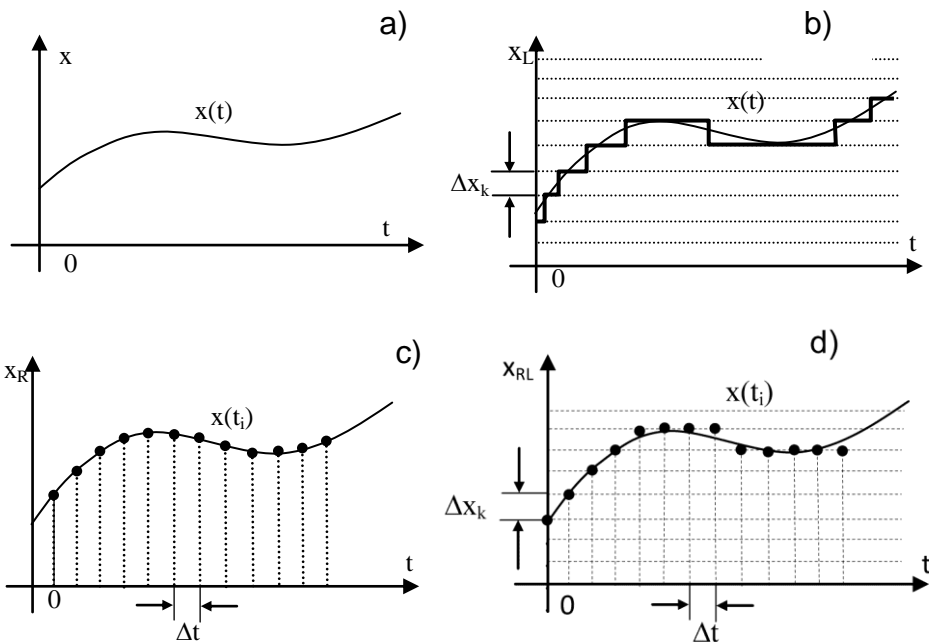 a)
x
x(t)
t
0
b)
x_L
x(t)
Δx_k
t
0
c)
x_R
x(t_i)
t
0
Δt
d)
x_RL
x(t_i)
Δx_k
t
0
Δt